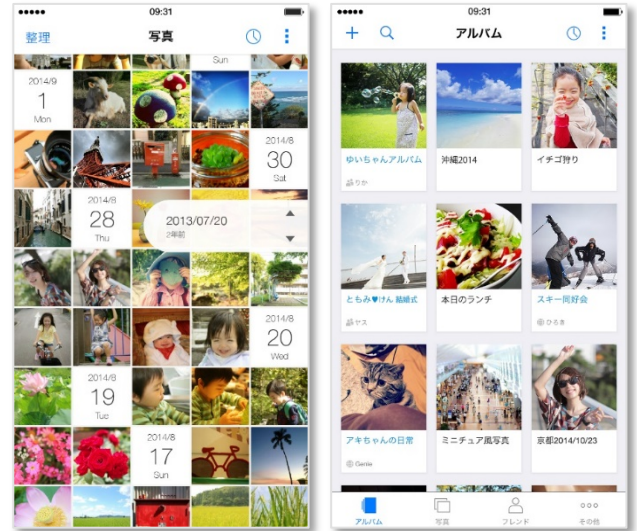 09:31
整理
写真
Sun
2014/9
1
Mon
2014/8
30
Sat
2014/8
28
Thu
2013/07/20
2年前
2014/8
20
Wed
2014/8
19
Tue
2014/8
17
Sun
09:31
アルバム
ゆいちゃんアルバム
沖縄2014
イチゴ狩り
りか
ともみ♥けん 結婚式
本日のランチ
スキー同好会
ヤス
ひろき
アキちゃんの日常
ミニチュア風写真
京都2014/10/23
Genie
アルバム
写真
フレンド
その他